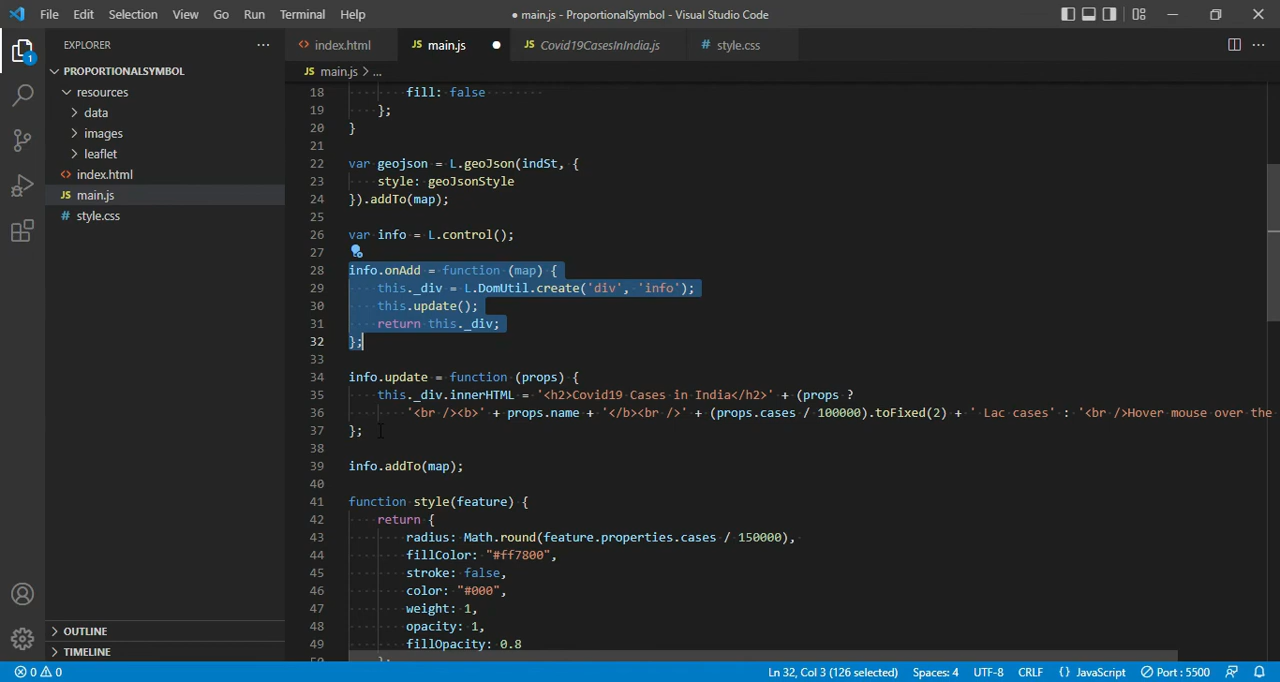 File Edit Selection View Go Run Terminal Help
● main.js - ProportionalSymbol - Visual Studio Code
EXPLORER ...
1
PROPORTIONALSYMBOL
resources
data
images
leaflet
<> index.html
JS main.js
# style.css
OUTLINE
TIMELINE
<> index.html
JS main.js ●
JS Covid19CasesInIndia.js
# style.css
JS main.js > ...
18 fill: false
19 };
20 }
21
22 var geojson = L.geoJson(indSt, {
23 style: geoJsonStyle
24 }).addTo(map);
25
26 var info = L.control();
27
28 info.onAdd = function (map) {
29 this._div = L.DomUtil.create('div', 'info');
30 this.update();
31 return this._div;
32 };
33
34 info.update = function (props) {
35 this._div.innerHTML = '<h2>Covid19 Cases in India</h2>' + (props ?
36 '<br /><b>' + props.name + '</b><br />' + (props.cases / 100000).toFixed(2) + ' Lac cases' : '<br />Hover mouse over the
37 };
38
39 info.addTo(map);
40
41 function style(feature) {
42 return {
43 radius: Math.round(feature.properties.cases / 150000),
44 fillColor: "#ff7800",
45 stroke: false,
46 color: "#000",
47 weight: 1,
48 opacity: 1,
49 fillOpacity: 0.8
0 0
Ln 32, Col 3 (126 selected) Spaces: 4 UTF-8 CRLF {} JavaScript Port : 5500